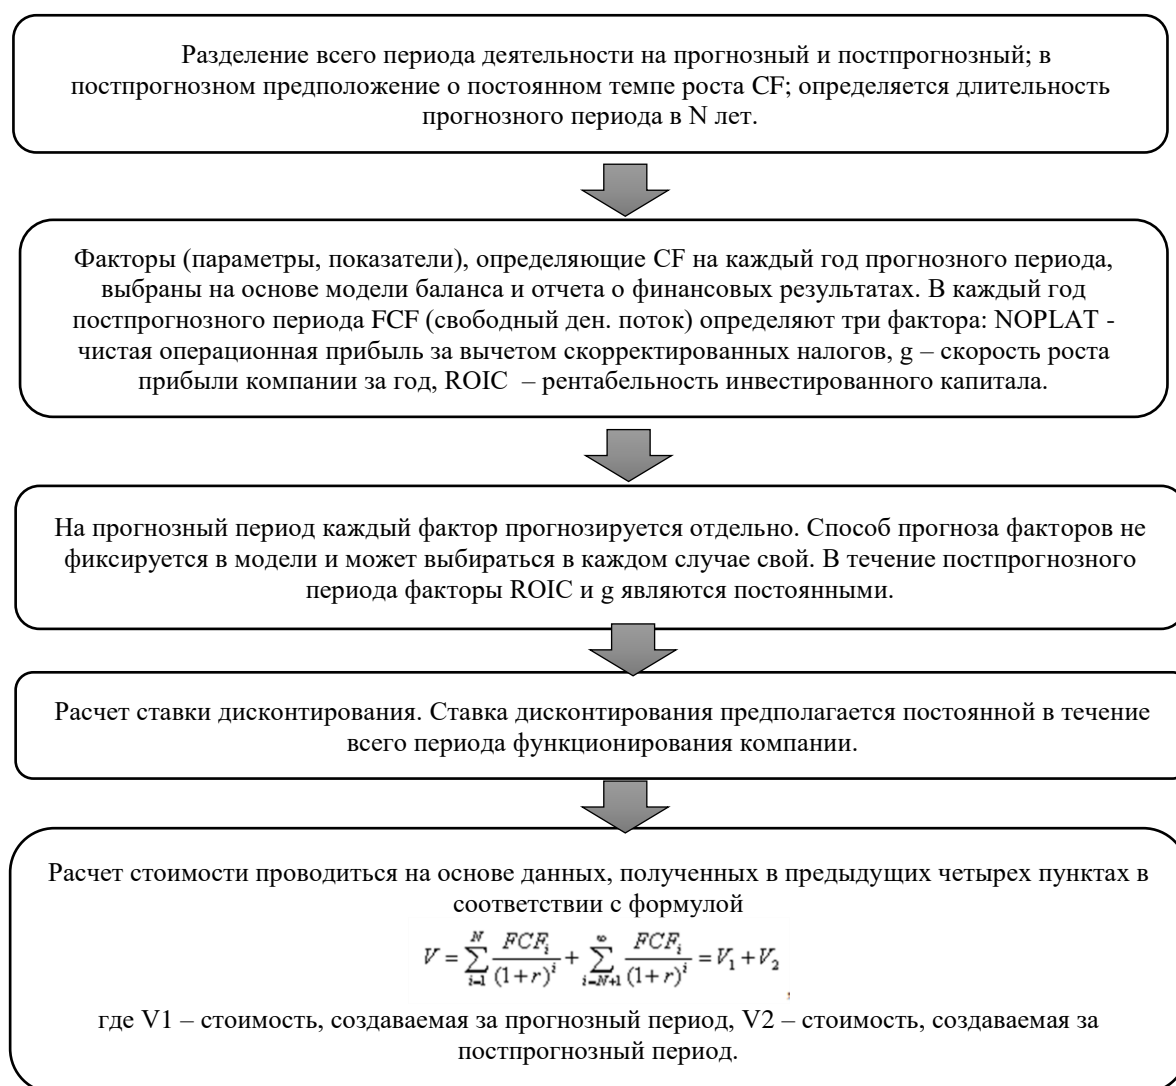 Разделение всего периода деятельности на прогнозный и постпрогнозный; в
постпрогнозном предположение о постоянном темпе роста CF; определяется длительность
прогнозного периода в N лет.
Факторы (параметры, показатели), определяющие CF на каждый год прогнозного периода,
выбраны на основе модели баланса и отчета о финансовых результатах. В каждый год
постпрогнозного периода FCF (свободный ден. поток) определяют три фактора: NOPLAT -
чистая операционная прибыль за вычетом скорректированных налогов, g – скорость роста
прибыли компании за год, ROIC – рентабельность инвестированного капитала.
На прогнозный период каждый фактор прогнозируется отдельно. Способ прогноза факторов не
фиксируется в модели и может выбираться в каждом случае свой. В течение постпрогнозного
периода факторы ROIC и g являются постоянными.
Расчет ставки дисконтирования. Ставка дисконтирования предполагается постоянной в течение
всего периода функционирования компании.
Расчет стоимости проводиться на основе данных, полученных в предыдущих четырех пунктах в
соответствии с формулой
V = \sum_{i=1}^{N} \frac{FCF_i}{(1+r)^i} + \sum_{i=N+1}^{\infty} \frac{FCF_i}{(1+r)^i} = V_1 + V_2 ,
где V1 – стоимость, создаваемая за прогнозный период, V2 – стоимость, создаваемая за
постпрогнозный период.